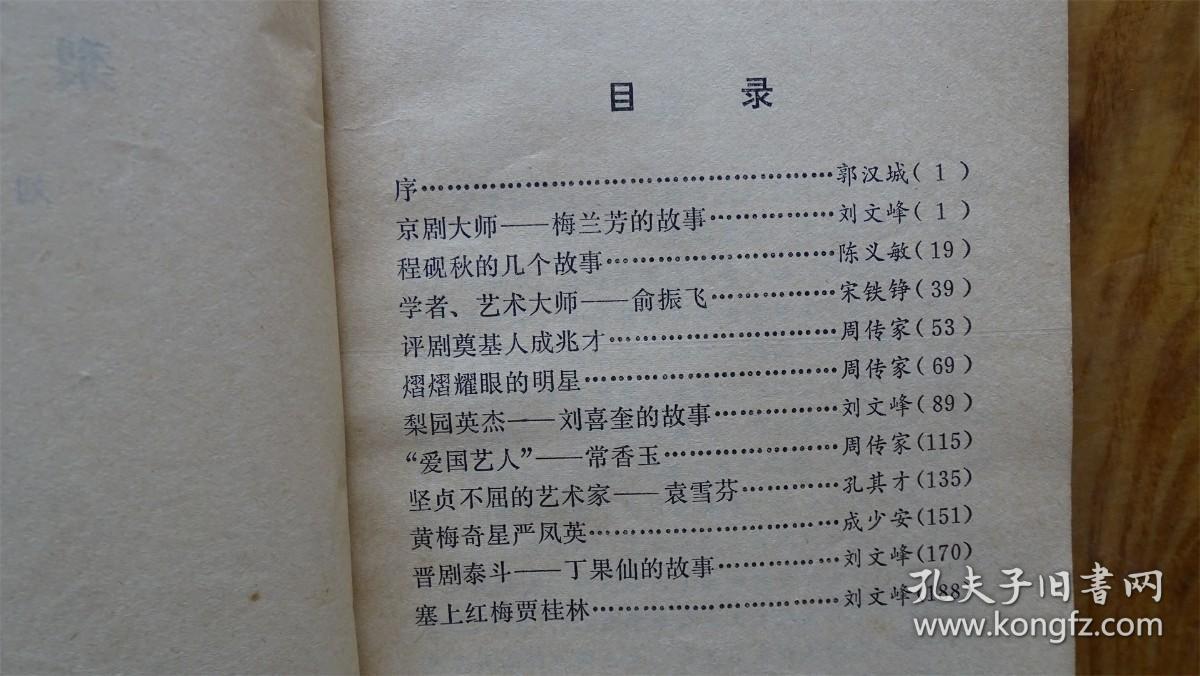 目 录
序……………………………………郭汉城( 1 )
京剧大师——梅兰芳的故事…………刘文峰( 1 )
程砚秋的几个故事……………………陈义敏(19)
学者、艺术大师——俞振飞…………宋铁铮(39)
评剧奠基人成兆才……………………周传家(53)
熠熠耀眼的明星………………………周传家(69)
梨园英杰——刘喜奎的故事…………刘文峰(89)
“爱国艺人”——常香玉………………周传家(115)
坚贞不屈的艺术家——袁雪芬………孔其才(135)
黄梅奇星严凤英………………………成少安(151)
晋剧泰斗——丁果仙的故事…………刘文峰(170)
塞上红梅贾桂林………………………刘文峰(188)
孔夫子旧书网
www.kongfz.com